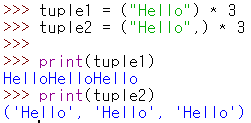 >>> tuple1 = ("Hello") * 3
>>> tuple2 = ("Hello",) * 3
>>>
>>> print(tuple1)
HelloHelloHello
>>> print(tuple2)
('Hello', 'Hello', 'Hello')